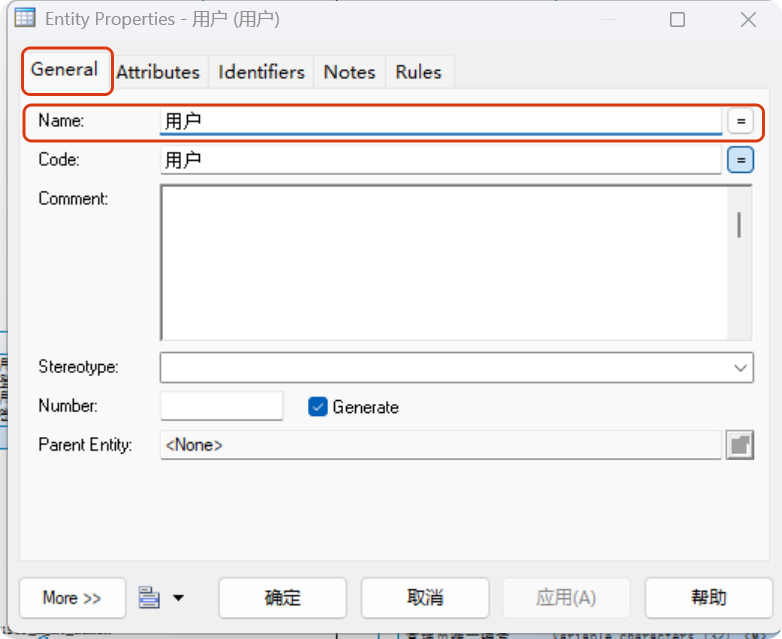 Entity Properties - 用户 (用户)
General Attributes Identifiers Notes Rules
Name: 用户 =
Code: 用户 =
Comment:
Stereotype:
Number: Generate
Parent Entity: <None>
More >> 确定 取消 应用(A) 帮助